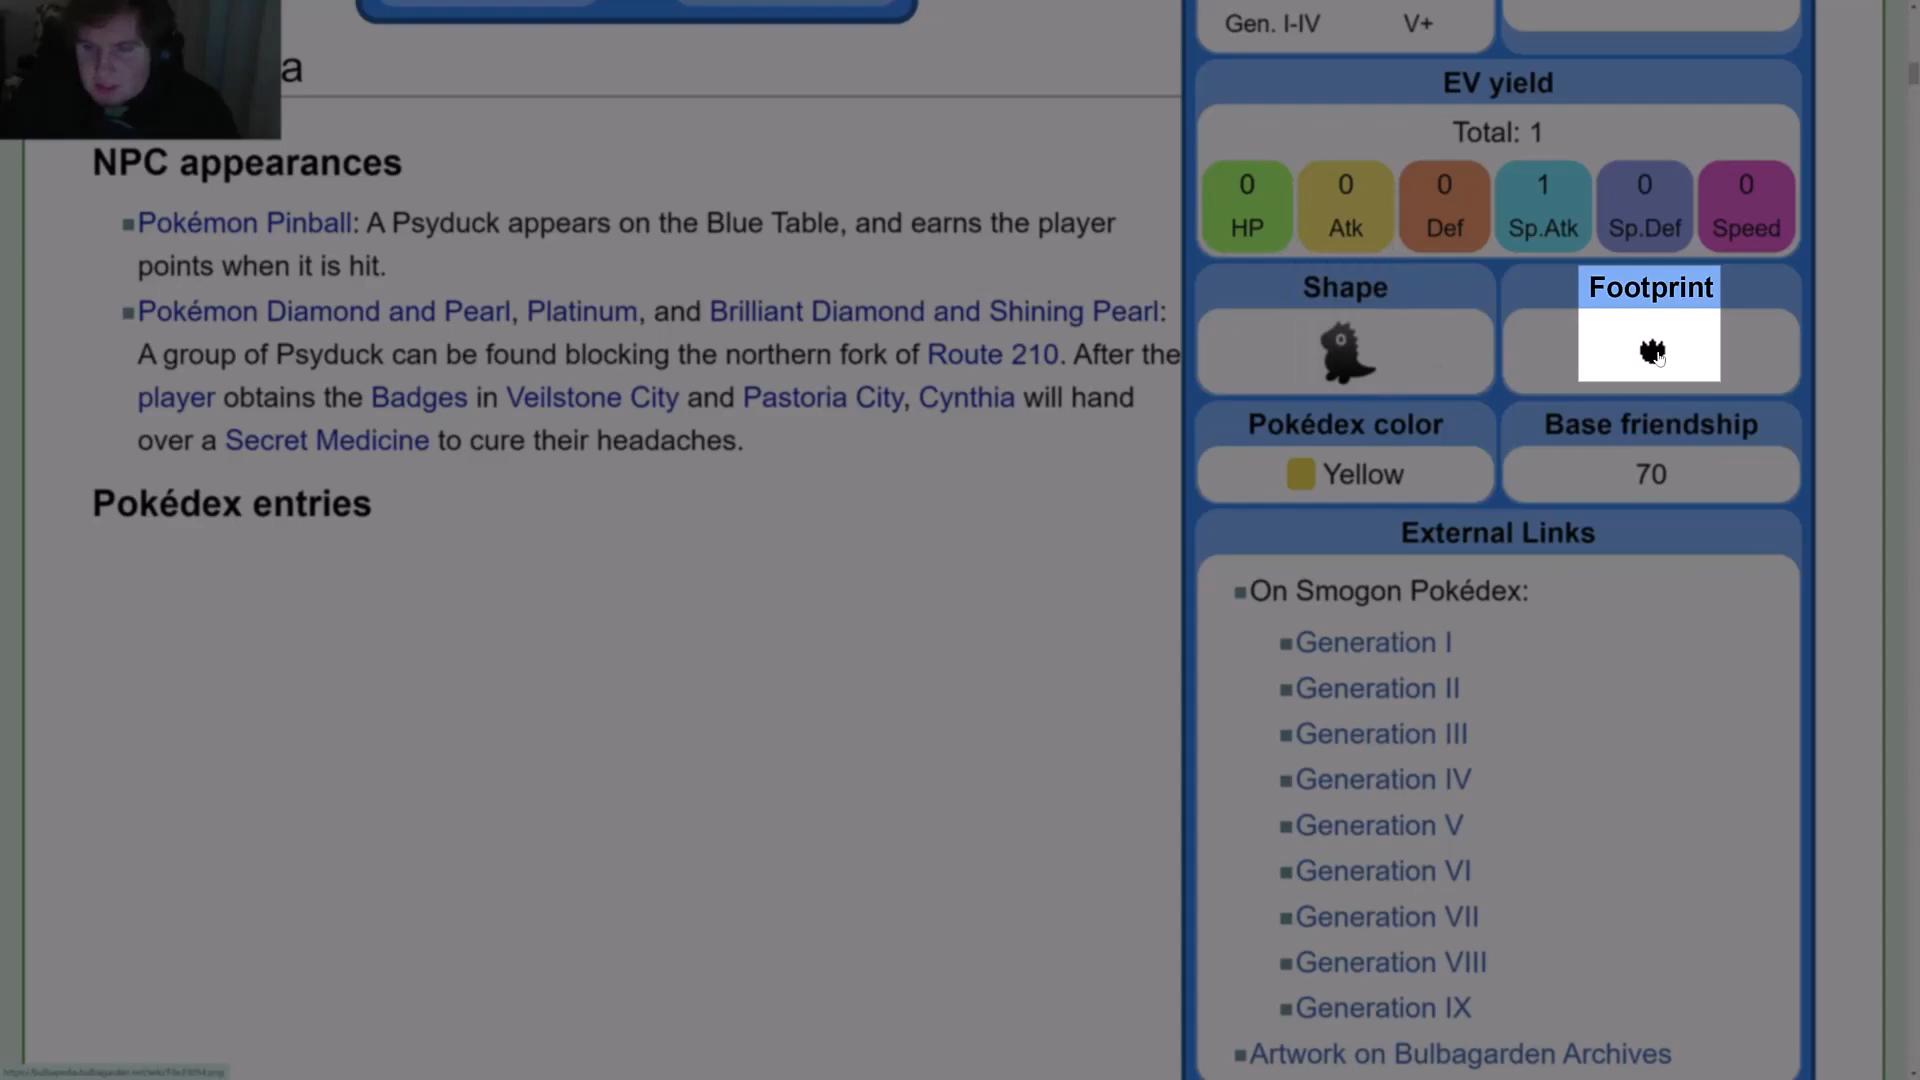 Gen. I-IV V+
a
EV yield
Total: 1
0 0 0 1 0 0
HP Atk Def Sp.Atk Sp.Def Speed
NPC appearances
Pokémon Pinball: A Psyduck appears on the Blue Table, and earns the player
points when it is hit.
Pokémon Diamond and Pearl, Platinum, and Brilliant Diamond and Shining Pearl:
A group of Psyduck can be found blocking the northern fork of Route 210. After the
player obtains the Badges in Veilstone City and Pastoria City, Cynthia will hand
over a Secret Medicine to cure their headaches.
Pokédex entries
Shape Footprint
Pokédex color Base friendship
Yellow 70
External Links
On Smogon Pokédex:
Generation I
Generation II
Generation III
Generation IV
Generation V
Generation VI
Generation VII
Generation VIII
Generation IX
Artwork on Bulbagarden Archives